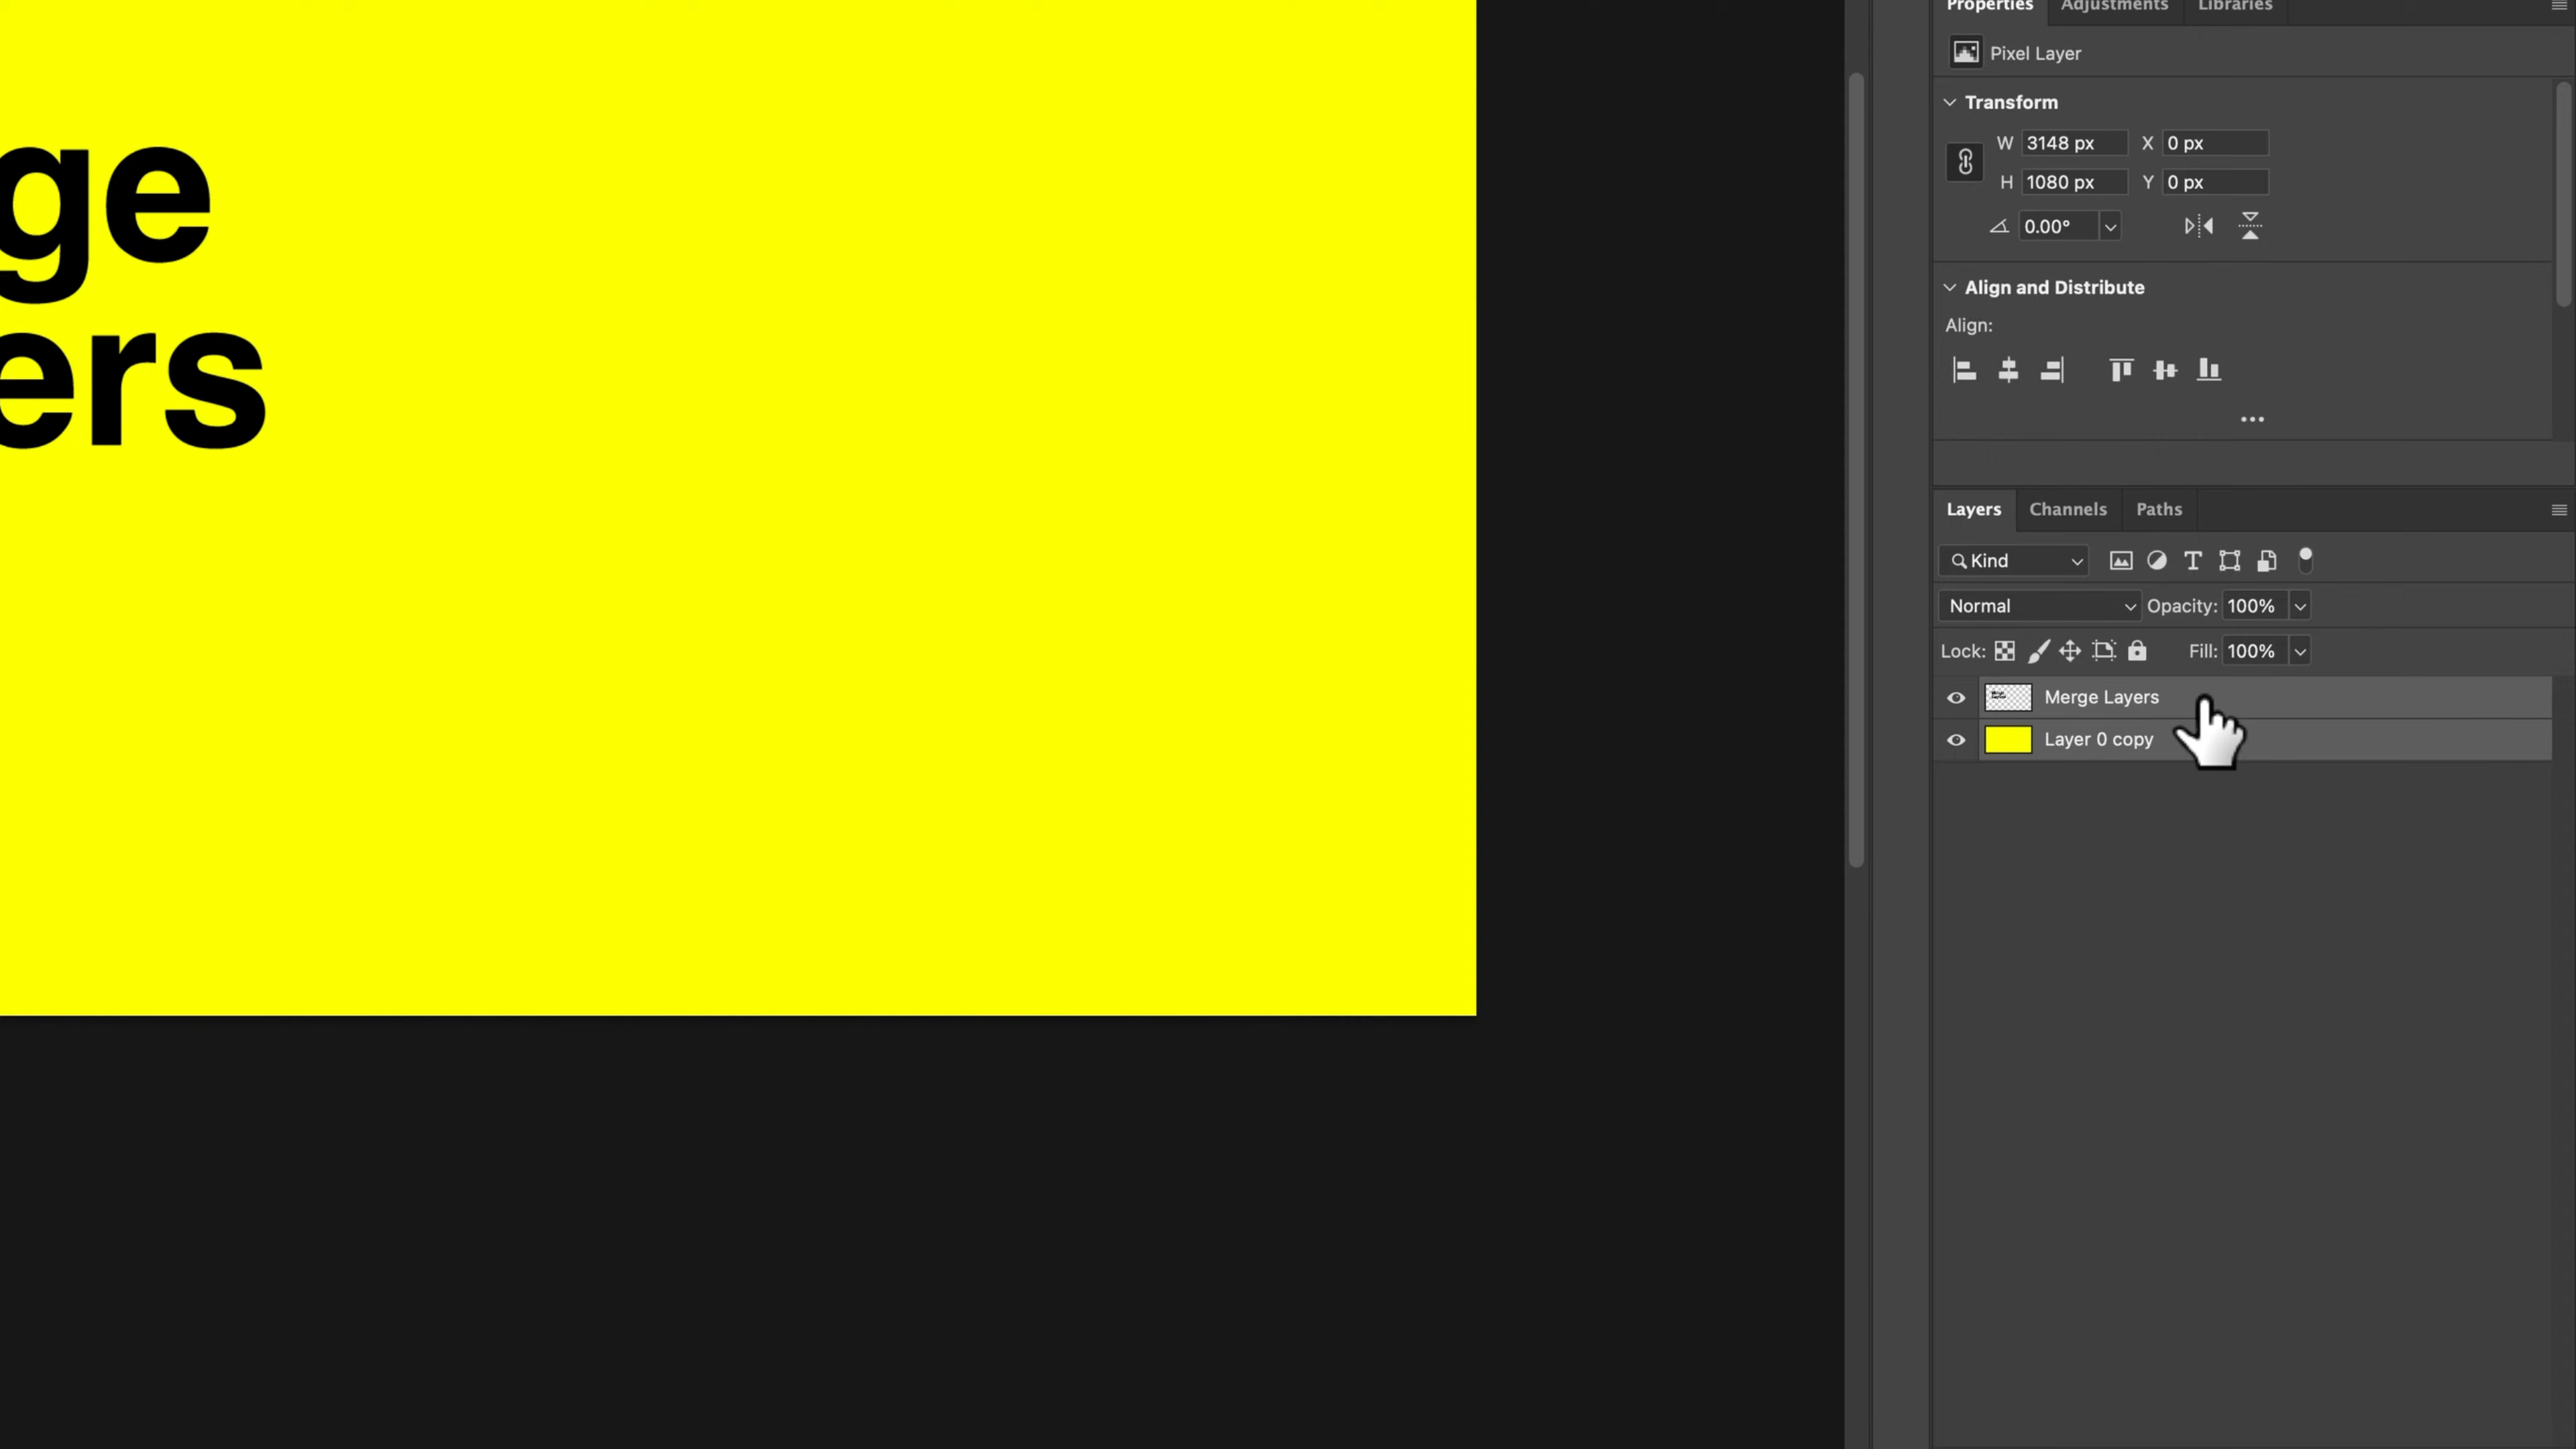 Properties Adjustments Libraries
Pixel Layer
Transform
W 3148 px X 0 px
H 1080 px Y 0 px
0.00°
Align and Distribute
Align:
ge
ers
Layers Channels Paths
Kind
Normal Opacity: 100%
Lock: Fill: 100%
Merge Layers
Layer 0 copy